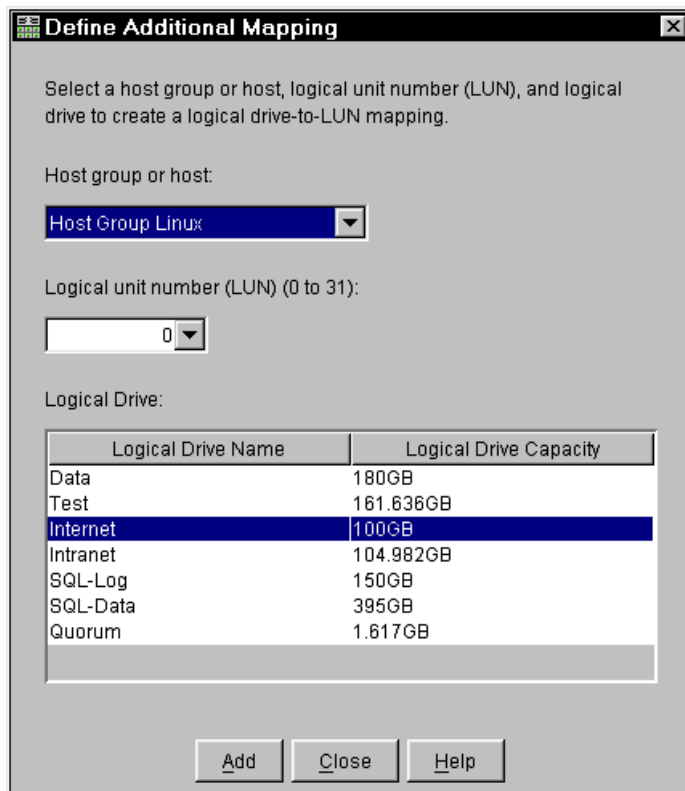 Define Additional Mapping
Select a host group or host, logical unit number (LUN), and logical
drive to create a logical drive-to-LUN mapping.
Host group or host:
Host Group Linux
Logical unit number (LUN) (0 to 31):
0
Logical Drive:
Logical Drive Name Logical Drive Capacity
Data 180GB
Test 161.636GB
Internet 100GB
Intranet 104.982GB
SQL-Log 150GB
SQL-Data 395GB
Quorum 1.617GB
Add Close Help